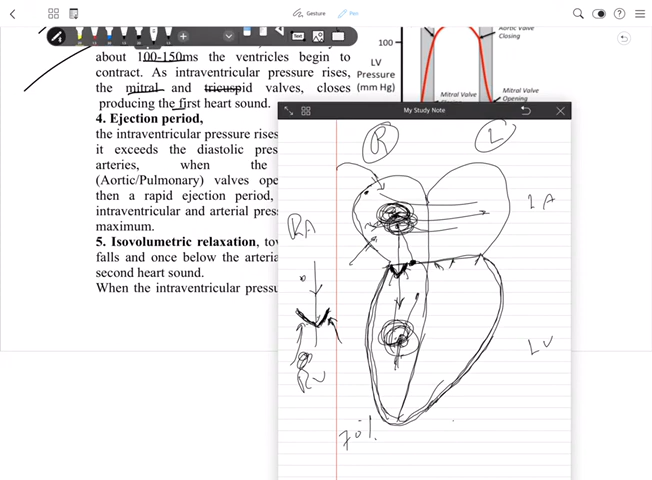 Gesture
Pen
Text
about 100-150ms the ventricles begin to
contract. As intraventricular pressure rises,
the mitral and tricuspid valves, closes
producing the first heart sound.
4. Ejection period,
the intraventricular pressure rises
it exceeds the diastolic pres
arteries, when the
(Aortic/Pulmonary) valves ope
then a rapid ejection period,
intraventricular and arterial pres
maximum.
5. Isovolumetric relaxation, tow
falls and once below the arteria
second heart sound.
When the intraventricular pressu
Aortic Valve
Closing
100
LV
Pressure
(mm Hg)
Mitral Valve
Mitral Valve
Opening
My Study Note
R
L
LA
RA
RV
LV
70%